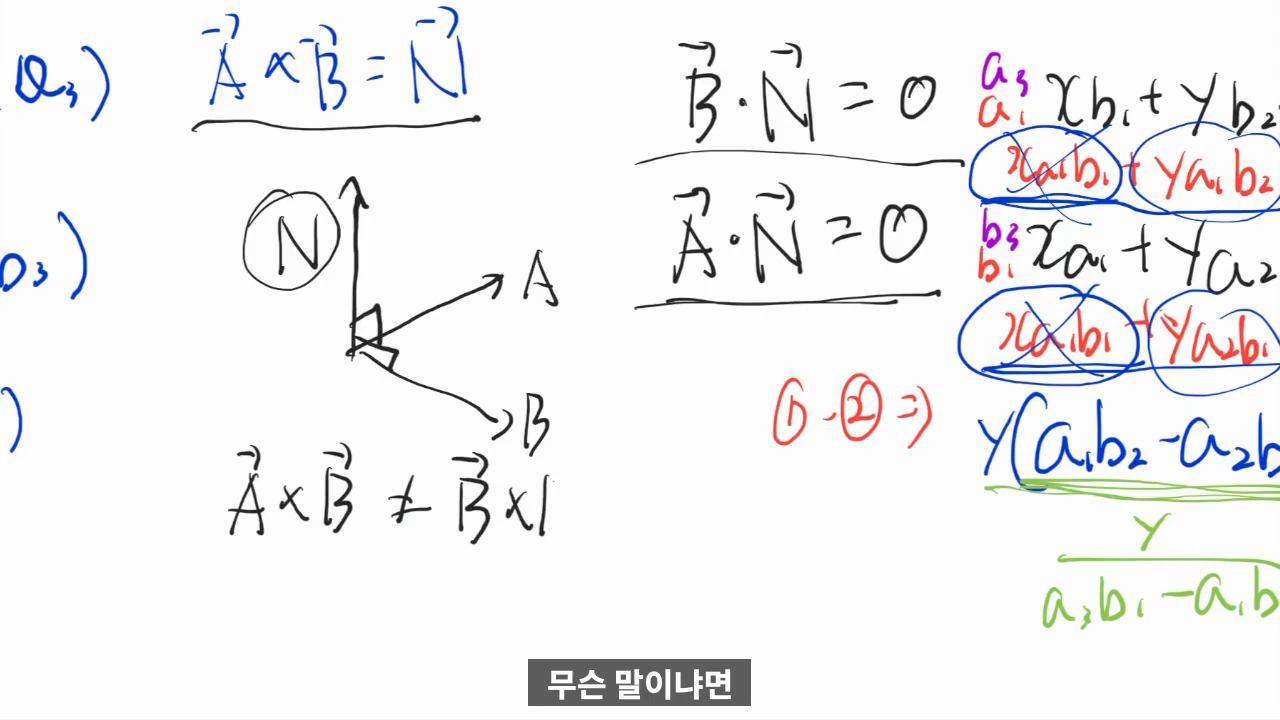 a₃)
A⃗ × B⃗ = N⃗
N
A
b₃)
B
)
A⃗ × B⃗ ≠ B⃗ ×
B⃗ · N⃗ = 0
A⃗ · N⃗ = 0
① - ② ⇒
a₃
a₁ xb₁ + yb₂
xa₁b₁ + ya₁b₂
b₃
b₁ xa₁ + ya₂
xa₁b₁ + ya₂b₁
y(a₁b₂ - a₂b
y
a₃b₁ - a₁b
무슨 말이냐면